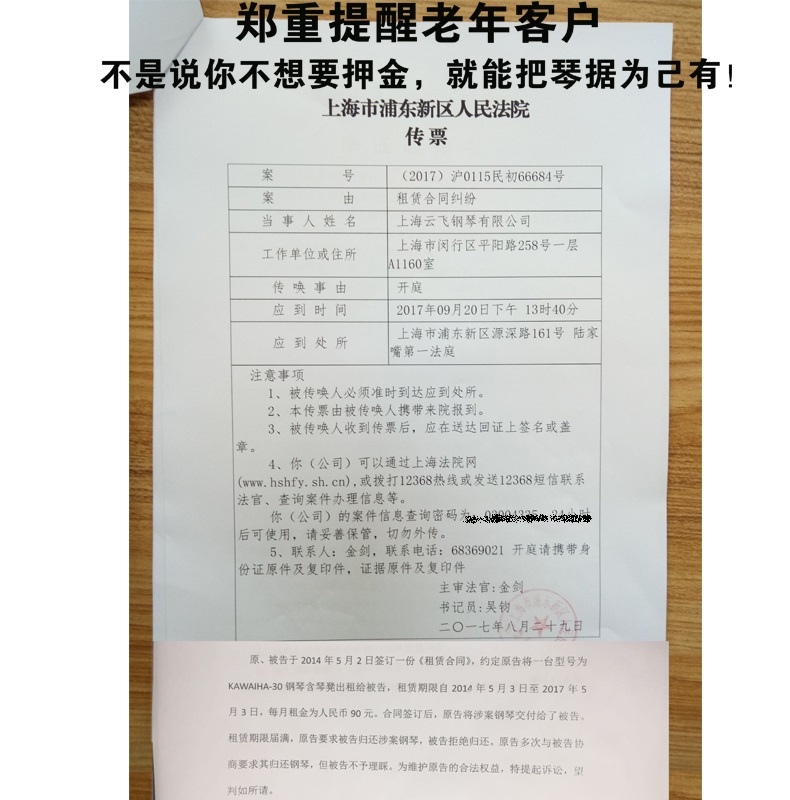 郑重提醒老年客户
不是说你不想要押金，就能把琴据为己有！
上海市浦东新区人民法院
传票
案号 （2017）沪0115民初66684号
案由 租赁合同纠纷
当事人姓名 上海云飞钢琴有限公司
工作单位或住所 上海市闵行区平阳路258号一层
A1160室
传唤事由 开庭
应到时间 2017年09月20日下午 13时40分
应到处所 上海市浦东新区源深路161号 陆家
嘴第一法庭
注意事项
1、被传唤人必须准时到达应到处所。
2、本传票由被传唤人携带来院报到。
3、被传唤人收到传票后，应在送达回证上签名或盖
章。
4、你（公司）可以通过上海法院网
(www.hshfy.sh.cn),或拨打12368热线或发送12368短信联系
法官、查询案件办理信息等。
你（公司）的案件信息查询密码为
后可使用，请妥善保管，切勿外传。
5、联系人：金剑，联系电话：68369021 开庭请携带身
份证原件及复印件，证据原件及复印件
主审法官:金剑
书记员:吴钧
二〇一七年八月二十九日
原、被告于2014年5月2日签订一份《租赁合同》，约定原告将一台型号为
KAWAIHA-30钢琴含琴凳出租给被告，租赁期限自2014年5月3日至2017年5
月3日，每月租金为人民币90元。合同签订后，原告将涉案钢琴交付给了被告。
租赁期限届满，原告要求被告归还涉案钢琴，被告拒绝归还。原告多次与被告协
商要求其归还钢琴，但被告不予理睬。为维护原告的合法权益，特提起诉讼，望
判如所请。